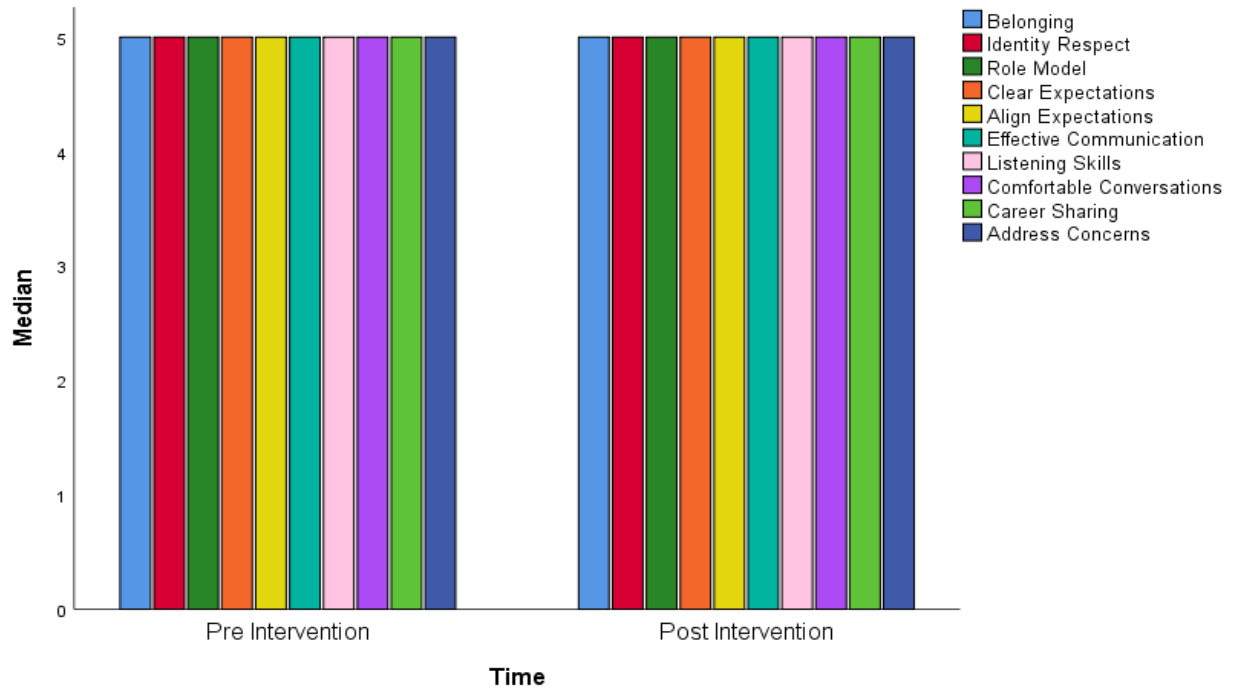 Belonging
Identity Respect
Role Model
Clear Expectations
Align Expectations
Effective Communication
Listening Skills
Comfortable Conversations
Career Sharing
Address Concerns
Median
5
4
3
2
1
0
Pre Intervention
Post Intervention
Time